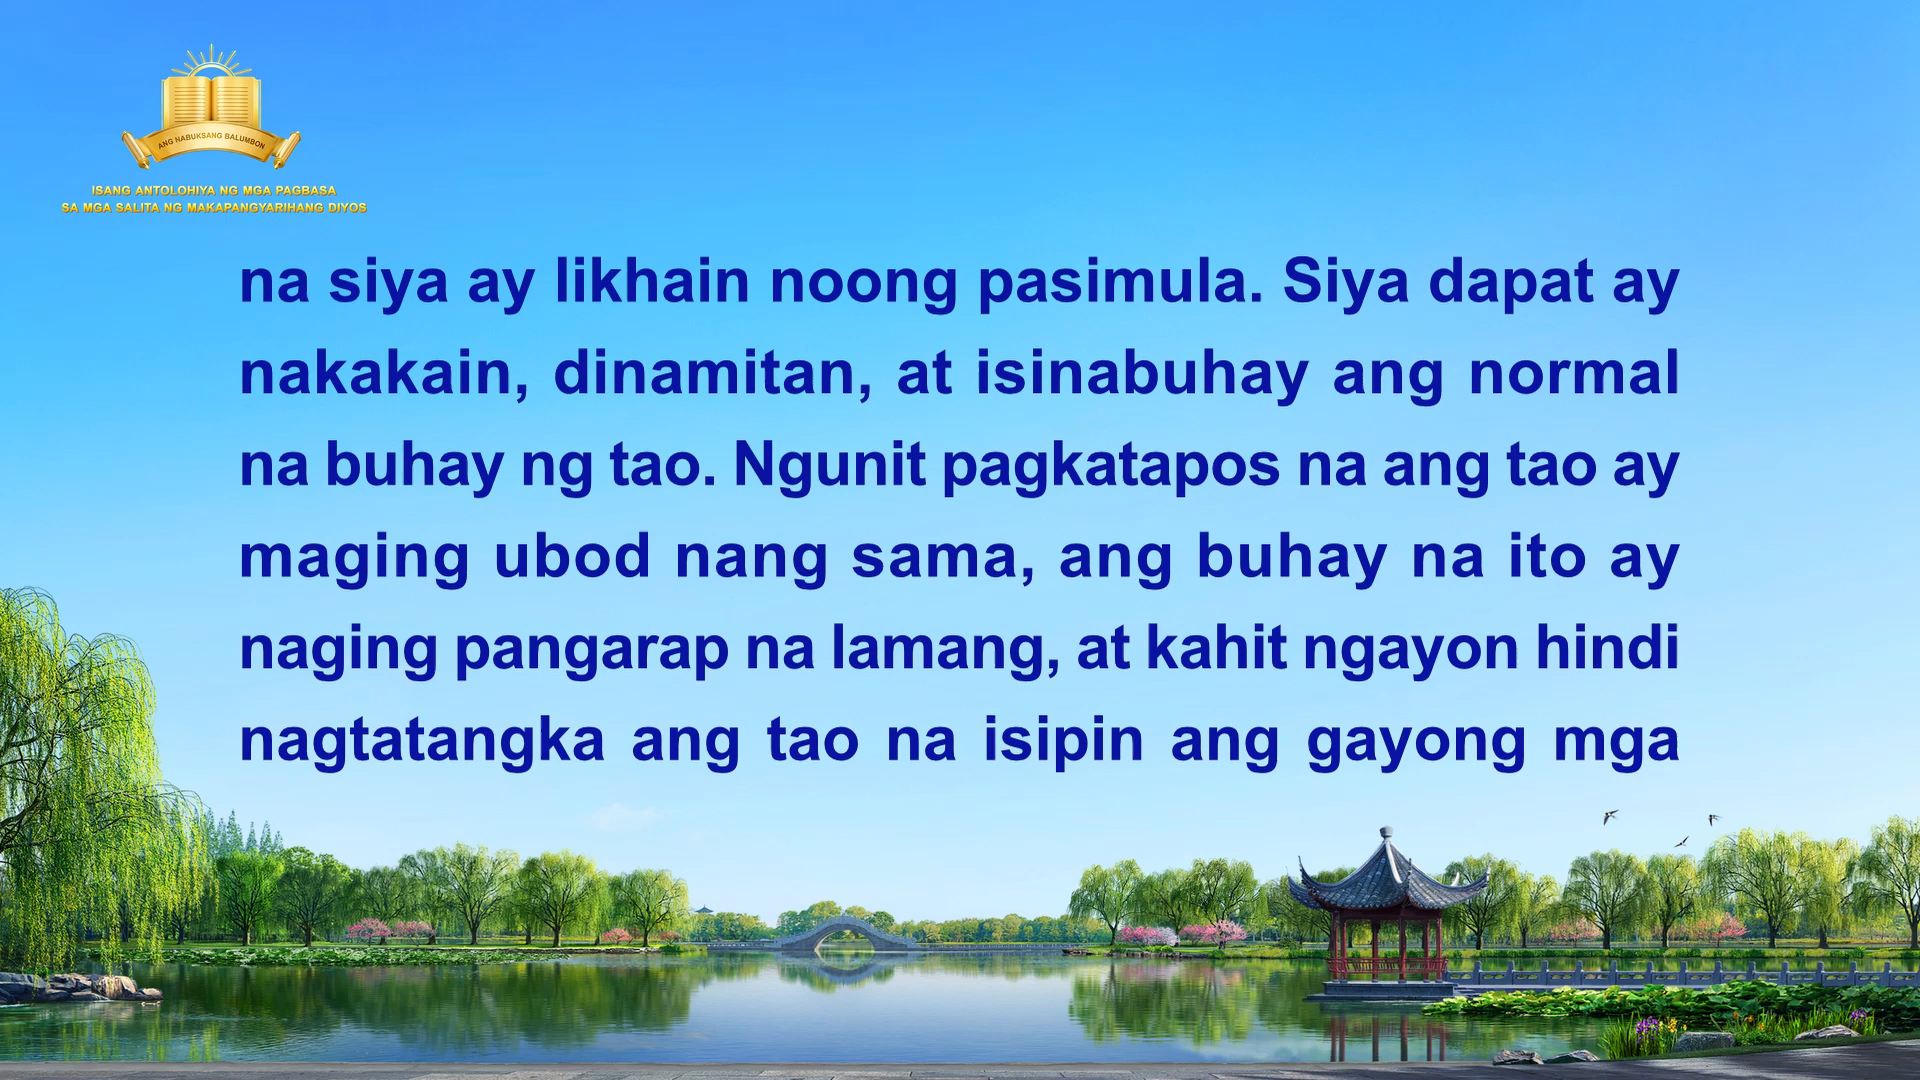 ANG NABUKSANG BALUMBON
ISANG ANTOLOHIYA NG MGA PAGBASA
SA MGA SALITA NG MAKAPANGYARIHANG DIYOS
na siya ay likhain noong pasimula. Siya dapat ay
nakakain, dinamitan, at isinabuhay ang normal
na buhay ng tao. Ngunit pagkatapos na ang tao ay
maging ubod nang sama, ang buhay na ito ay
naging pangarap na lamang, at kahit ngayon hindi
nagtatangka ang tao na isipin ang gayong mga